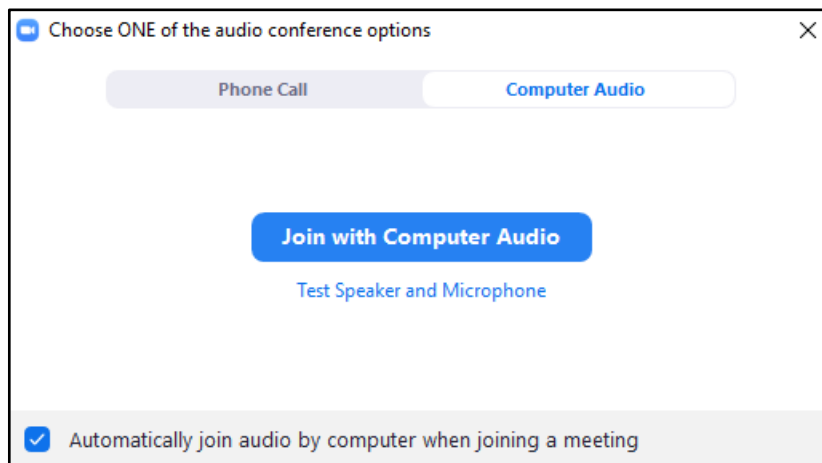 Choose ONE of the audio conference options
Phone Call
Computer Audio
Join with Computer Audio
Test Speaker and Microphone
Automatically join audio by computer when joining a meeting